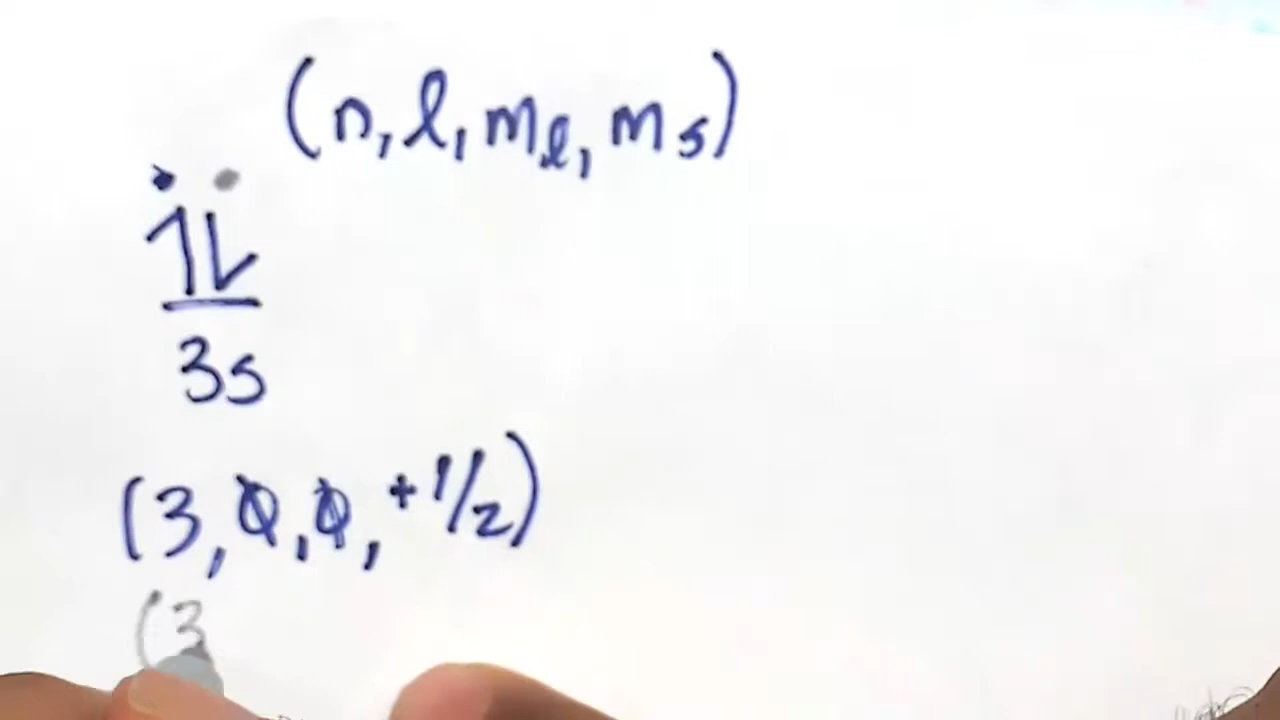 (n, l, ml, ms)
↑↓
3s
(3, 0, 0, +1/2)
(3